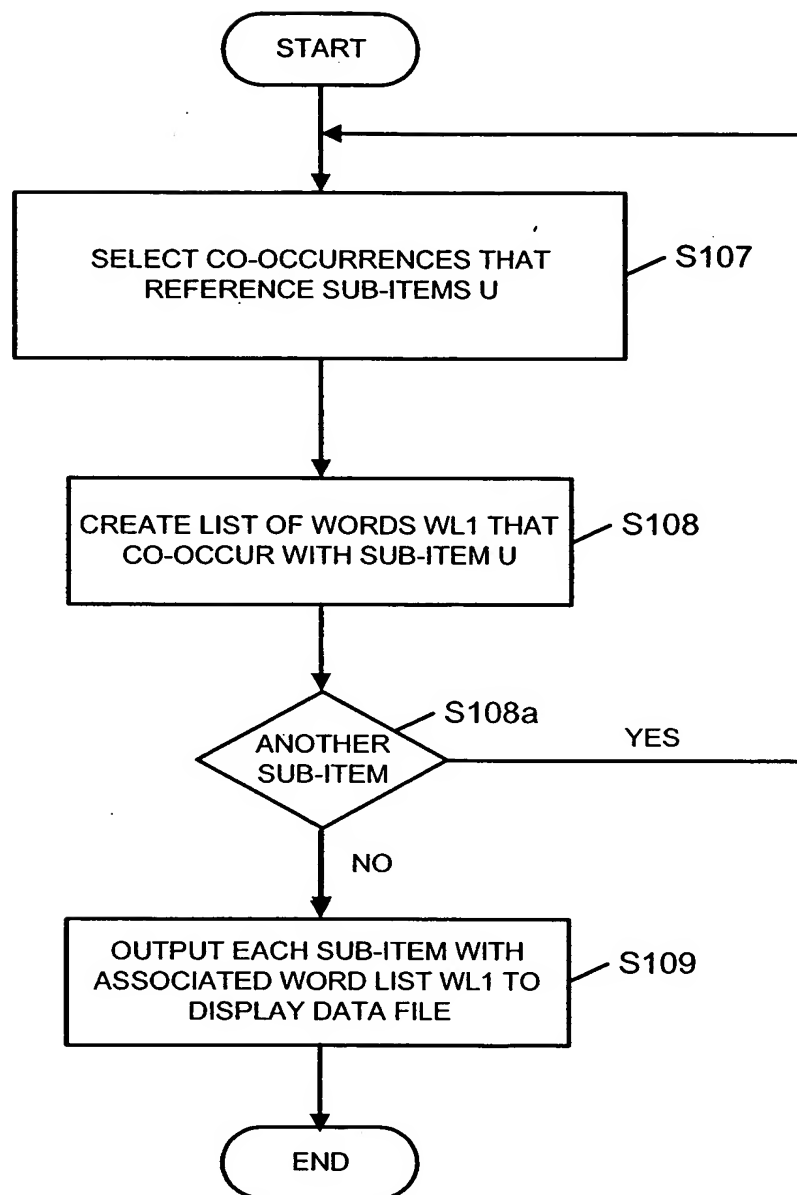 START
SELECT CO-OCCURRENCES THAT
REFERENCE SUB-ITEMS U
S107
CREATE LIST OF WORDS WL1 THAT
CO-OCCUR WITH SUB-ITEM U
S108
ANOTHER
SUB-ITEM
S108a
YES
NO
OUTPUT EACH SUB-ITEM WITH
ASSOCIATED WORD LIST WL1 TO
DISPLAY DATA FILE
S109
END